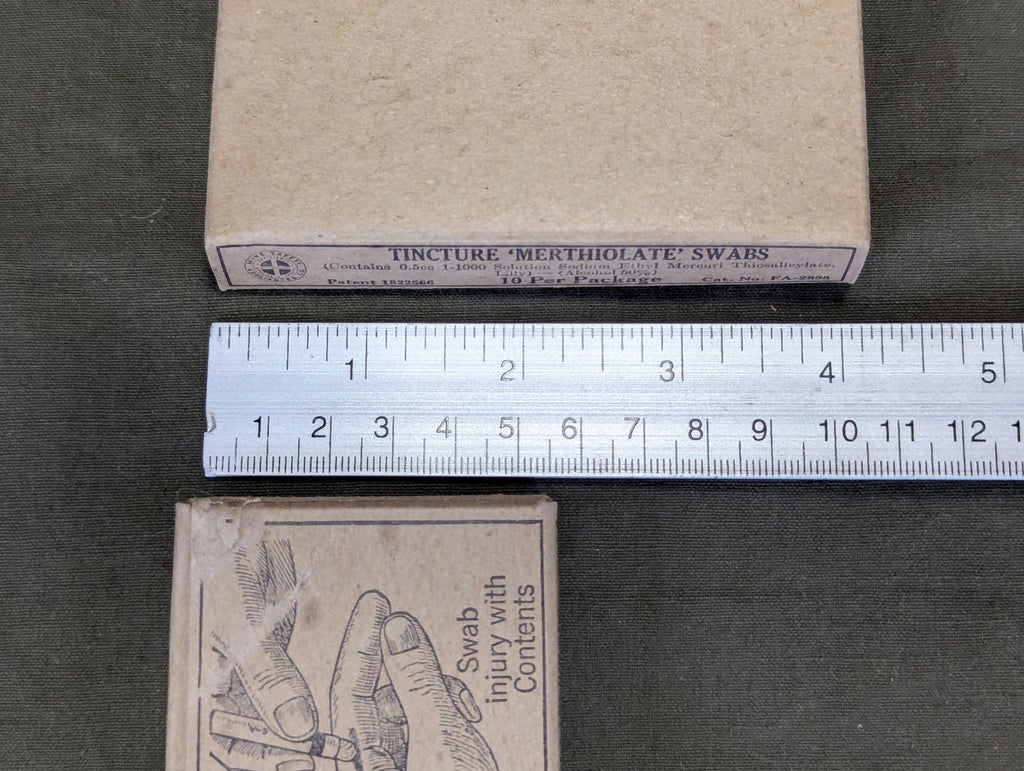 TINCTURE 'MERTHIOLATE' SWABS
(Contains 0.5cc 1-1000 Solution Sodium Ethyl Mercuri Thiosalicylate,
Lilly) — (Alcohol 50%)
Patent 1822566 10 Per Package Cat. No. FA-2898
1 2 3 4 5
1 2 3 4 5 6 7 8 9 10 11 12 1
Swab
injury with
Contents